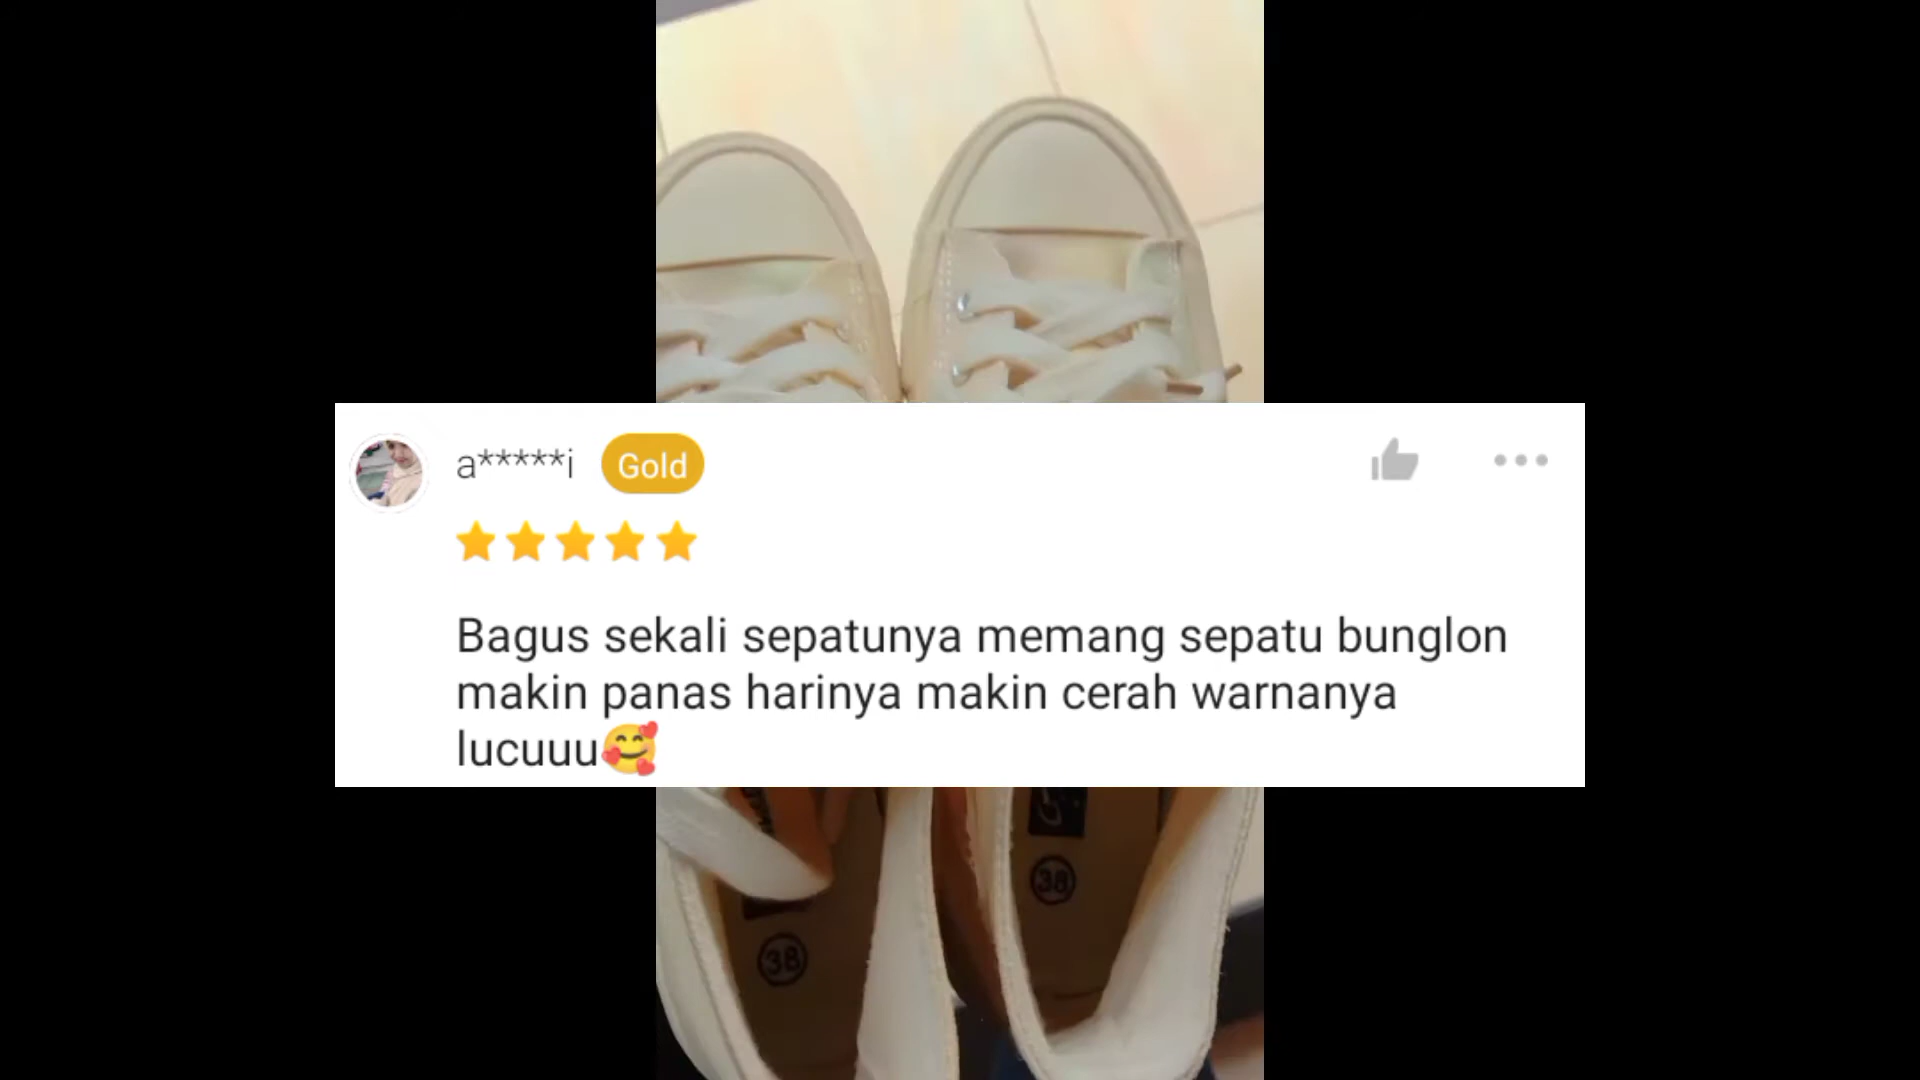 a*****i Gold
Bagus sekali sepatunya memang sepatu bunglon
makin panas harinya makin cerah warnanya
lucuuu🥰
38
38